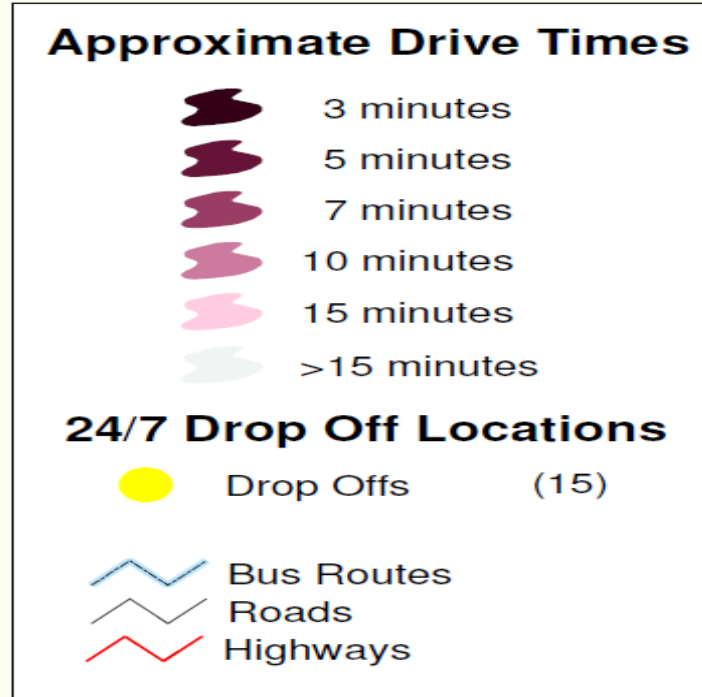 Approximate Drive Times
3 minutes
5 minutes
7 minutes
10 minutes
15 minutes
>15 minutes
24/7 Drop Off Locations
Drop Offs (15)
Bus Routes
Roads
Highways